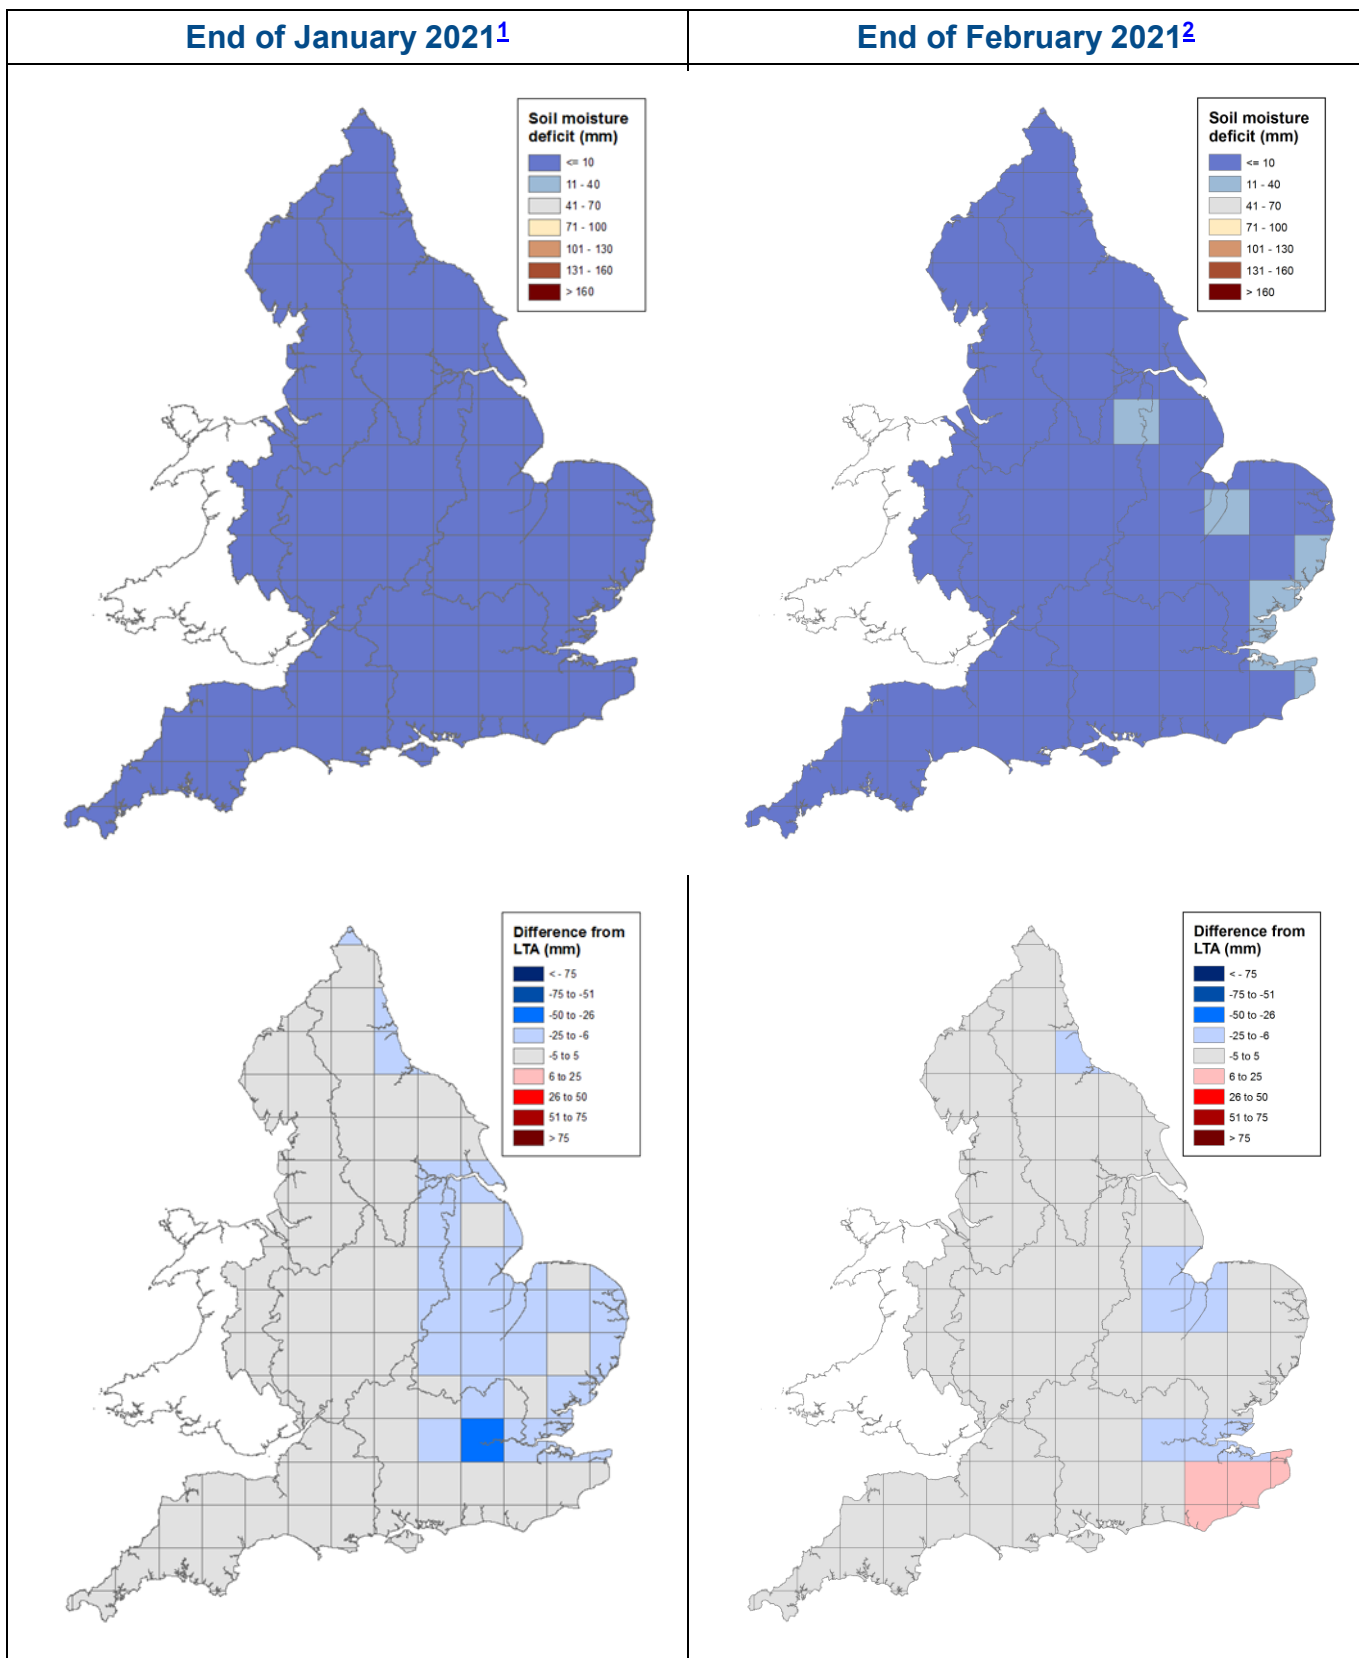 End of January 2021¹
End of February 2021²
Soil moisture
deficit (mm)
<= 10
11 - 40
41 - 70
71 - 100
101 - 130
131 - 160
> 160
Soil moisture
deficit (mm)
<= 10
11 - 40
41 - 70
71 - 100
101 - 130
131 - 160
> 160
Difference from
LTA (mm)
< - 75
-75 to -51
-50 to -26
-25 to -6
-5 to 5
6 to 25
26 to 50
51 to 75
> 75
Difference from
LTA (mm)
< - 75
-75 to -51
-50 to -26
-25 to -6
-5 to 5
6 to 25
26 to 50
51 to 75
> 75